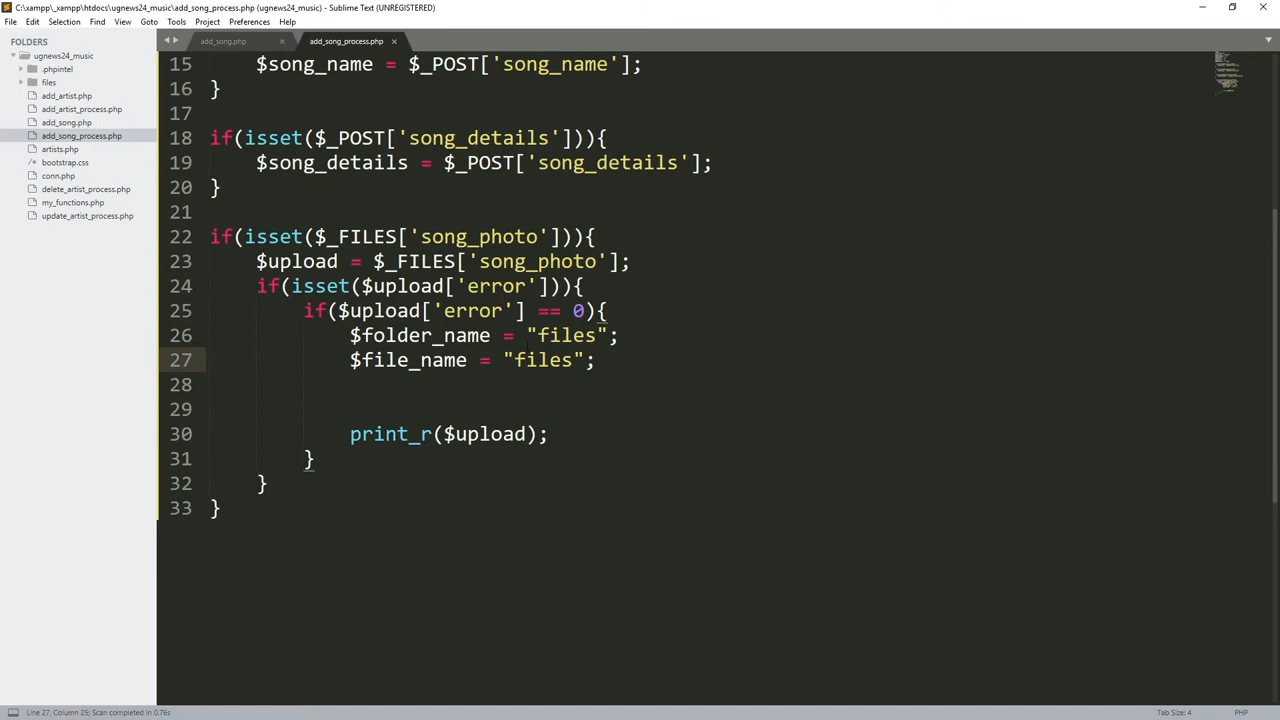 C:\xampp\htdocs\ugnews24_music\add_song_process.php (ugnews24_music) - Sublime Text (UNREGISTERED)
File Edit Selection Find View Goto Tools Project Preferences Help
FOLDERS
ugnews24_music
.phpintel
files
add_artist.php
add_artist_process.php
add_song.php
add_song_process.php
artists.php
bootstrap.css
conn.php
delete_artist_process.php
my_functions.php
update_artist_process.php
add_song.php add_song_process.php
15 $song_name = $_POST['song_name'];
16 }
17
18 if(isset($_POST['song_details'])){
19 $song_details = $_POST['song_details'];
20 }
21
22 if(isset($_FILES['song_photo'])){
23 $upload = $_FILES['song_photo'];
24 if(isset($upload['error'])){
25 if($upload['error'] == 0){
26 $folder_name = "files";
27 $file_name = "files";
28
29
30 print_r($upload);
31 }
32 }
33 }
Line 27, Column 25; Scan completed in 0.76s Tab Size: 4 PHP